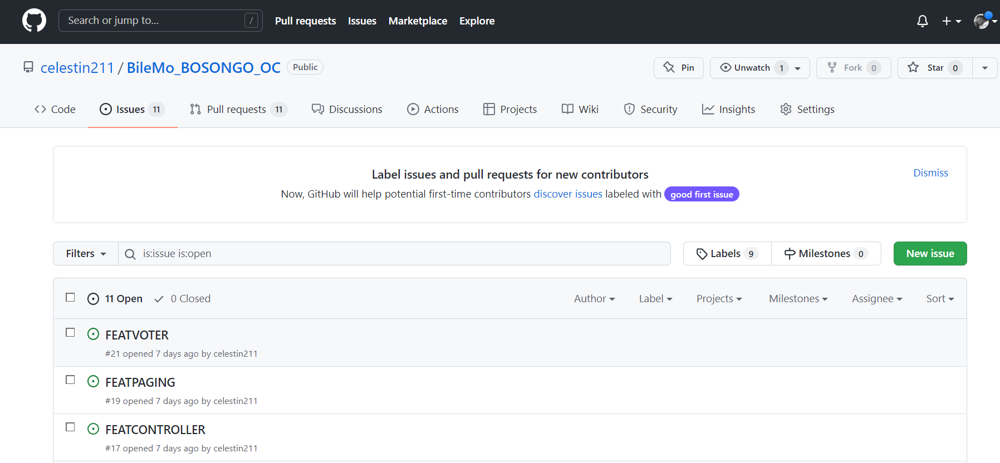 Search or jump to... / Pull requests Issues Marketplace Explore
celestin211 / BileMo_BOSONGO_OC Public Pin Unwatch 1 Fork 0 Star 0
Code Issues 11 Pull requests 11 Discussions Actions Projects Wiki Security Insights Settings
Label issues and pull requests for new contributors
Dismiss
Now, GitHub will help potential first-time contributors discover issues labeled with good first issue
Filters is:issue is:open Labels 9 Milestones 0 New issue
11 Open 0 Closed Author Label Projects Milestones Assignee Sort
FEATVOTER
#21 opened 7 days ago by celestin211
FEATPAGING
#19 opened 7 days ago by celestin211
FEATCONTROLLER
#17 opened 7 days ago by celestin211